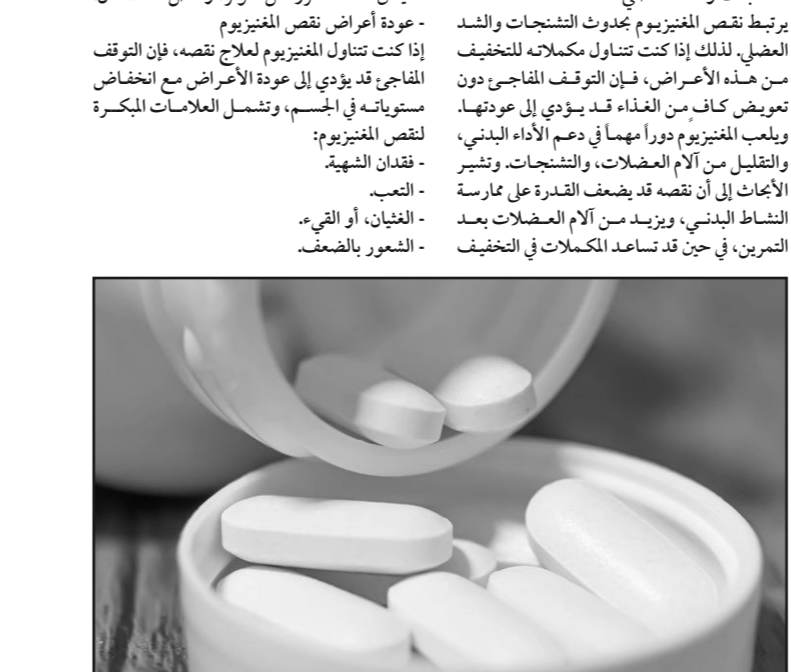 يرتبط نقص المغنيزيوم بحدوث التشنجات والشد
العضلي. لذلك إذا كنت تتناول مكملاته للتخفيف
من هذه الأعراض، فإن التوقف المفاجئ دون
تعويض كافٍ من الغذاء قد يؤدي إلى عودتها.
ويلعب المغنيزيوم دوراً مهماً في دعم الأداء البدني،
والتقليل من آلام العضلات، والتشنجات. وتشير
الأبحاث إلى أن نقصه قد يضعف القدرة على ممارسة
النشاط البدني، ويزيد من آلام العضلات بعد
التمرين، في حين قد تساعد المكملات في التخفيف
- عودة أعراض نقص المغنيزيوم
إذا كنت تتناول المغنيزيوم لعلاج نقصه، فإن التوقف
المفاجئ قد يؤدي إلى عودة الأعراض مع انخفاض
مستوياته في الجسم، وتشمل العلامات المبكرة
لنقص المغنيزيوم:
- فقدان الشهية.
- التعب.
- الغثيان، أو القيء.
- الشعور بالضعف.